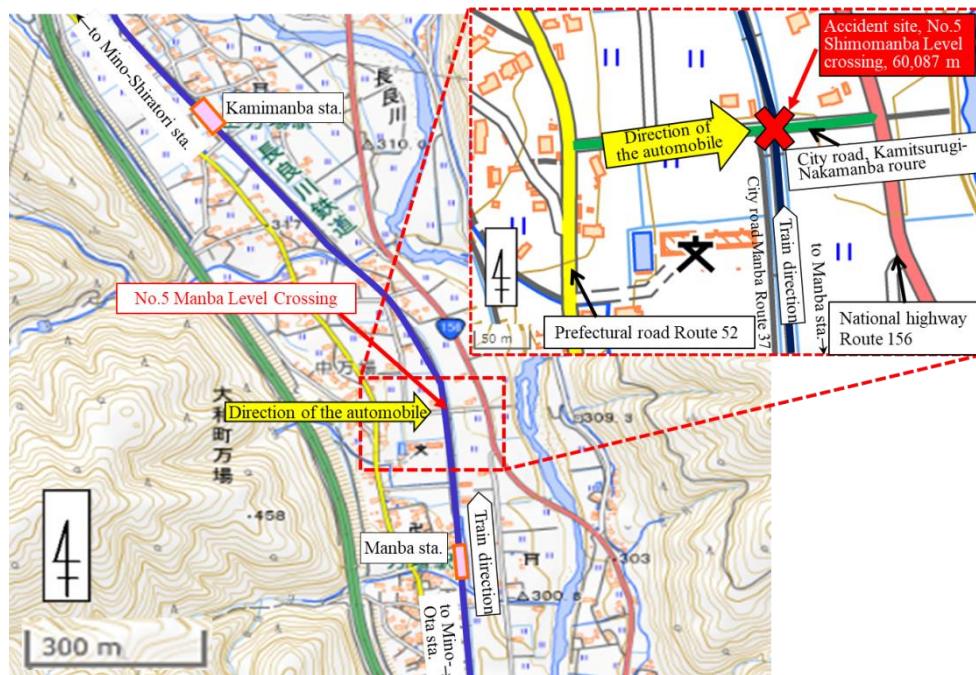 to Mino-Shiratori sta.
Kamimanba sta.
長良川
310.0
長良川鉄道
317
No.5 Manba Level Crossing
156
中万場
大和町万場
Direction of the automobile
309.3
458
Manba sta.
Train direction
to Mino-
Ota sta.
303
300.8
300 m
Accident site, No.5
Shimomanba Level
crossing, 60,087 m
Direction of
the automobile
City road, Kamitsurugi-
Nakamanba roure
City road Manba Route 37
Train direction
to Manba sta.
Prefectural road Route 52
National highway
Route 156
文
50 m